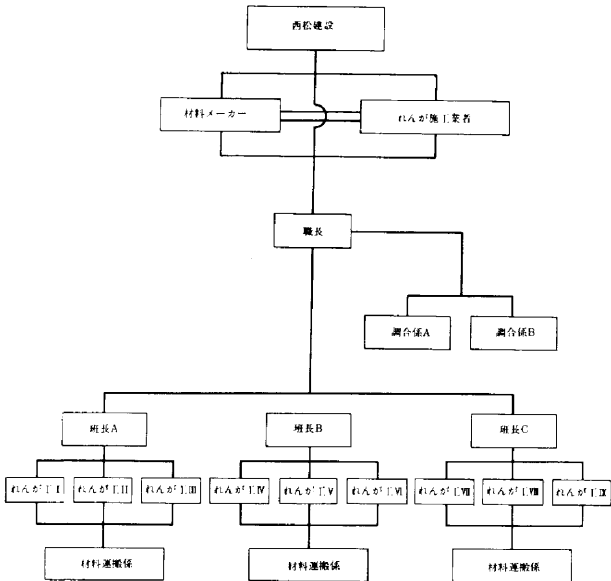 西松建設
材料メーカー
れんが施工業者
職長
調合係A
調合係B
班長A
班長B
班長C
れんが工I
れんが工II
れんが工III
れんが工IV
れんが工V
れんが工VI
れんが工VII
れんが工VIII
れんが工IX
材料運搬係
材料運搬係
材料運搬係